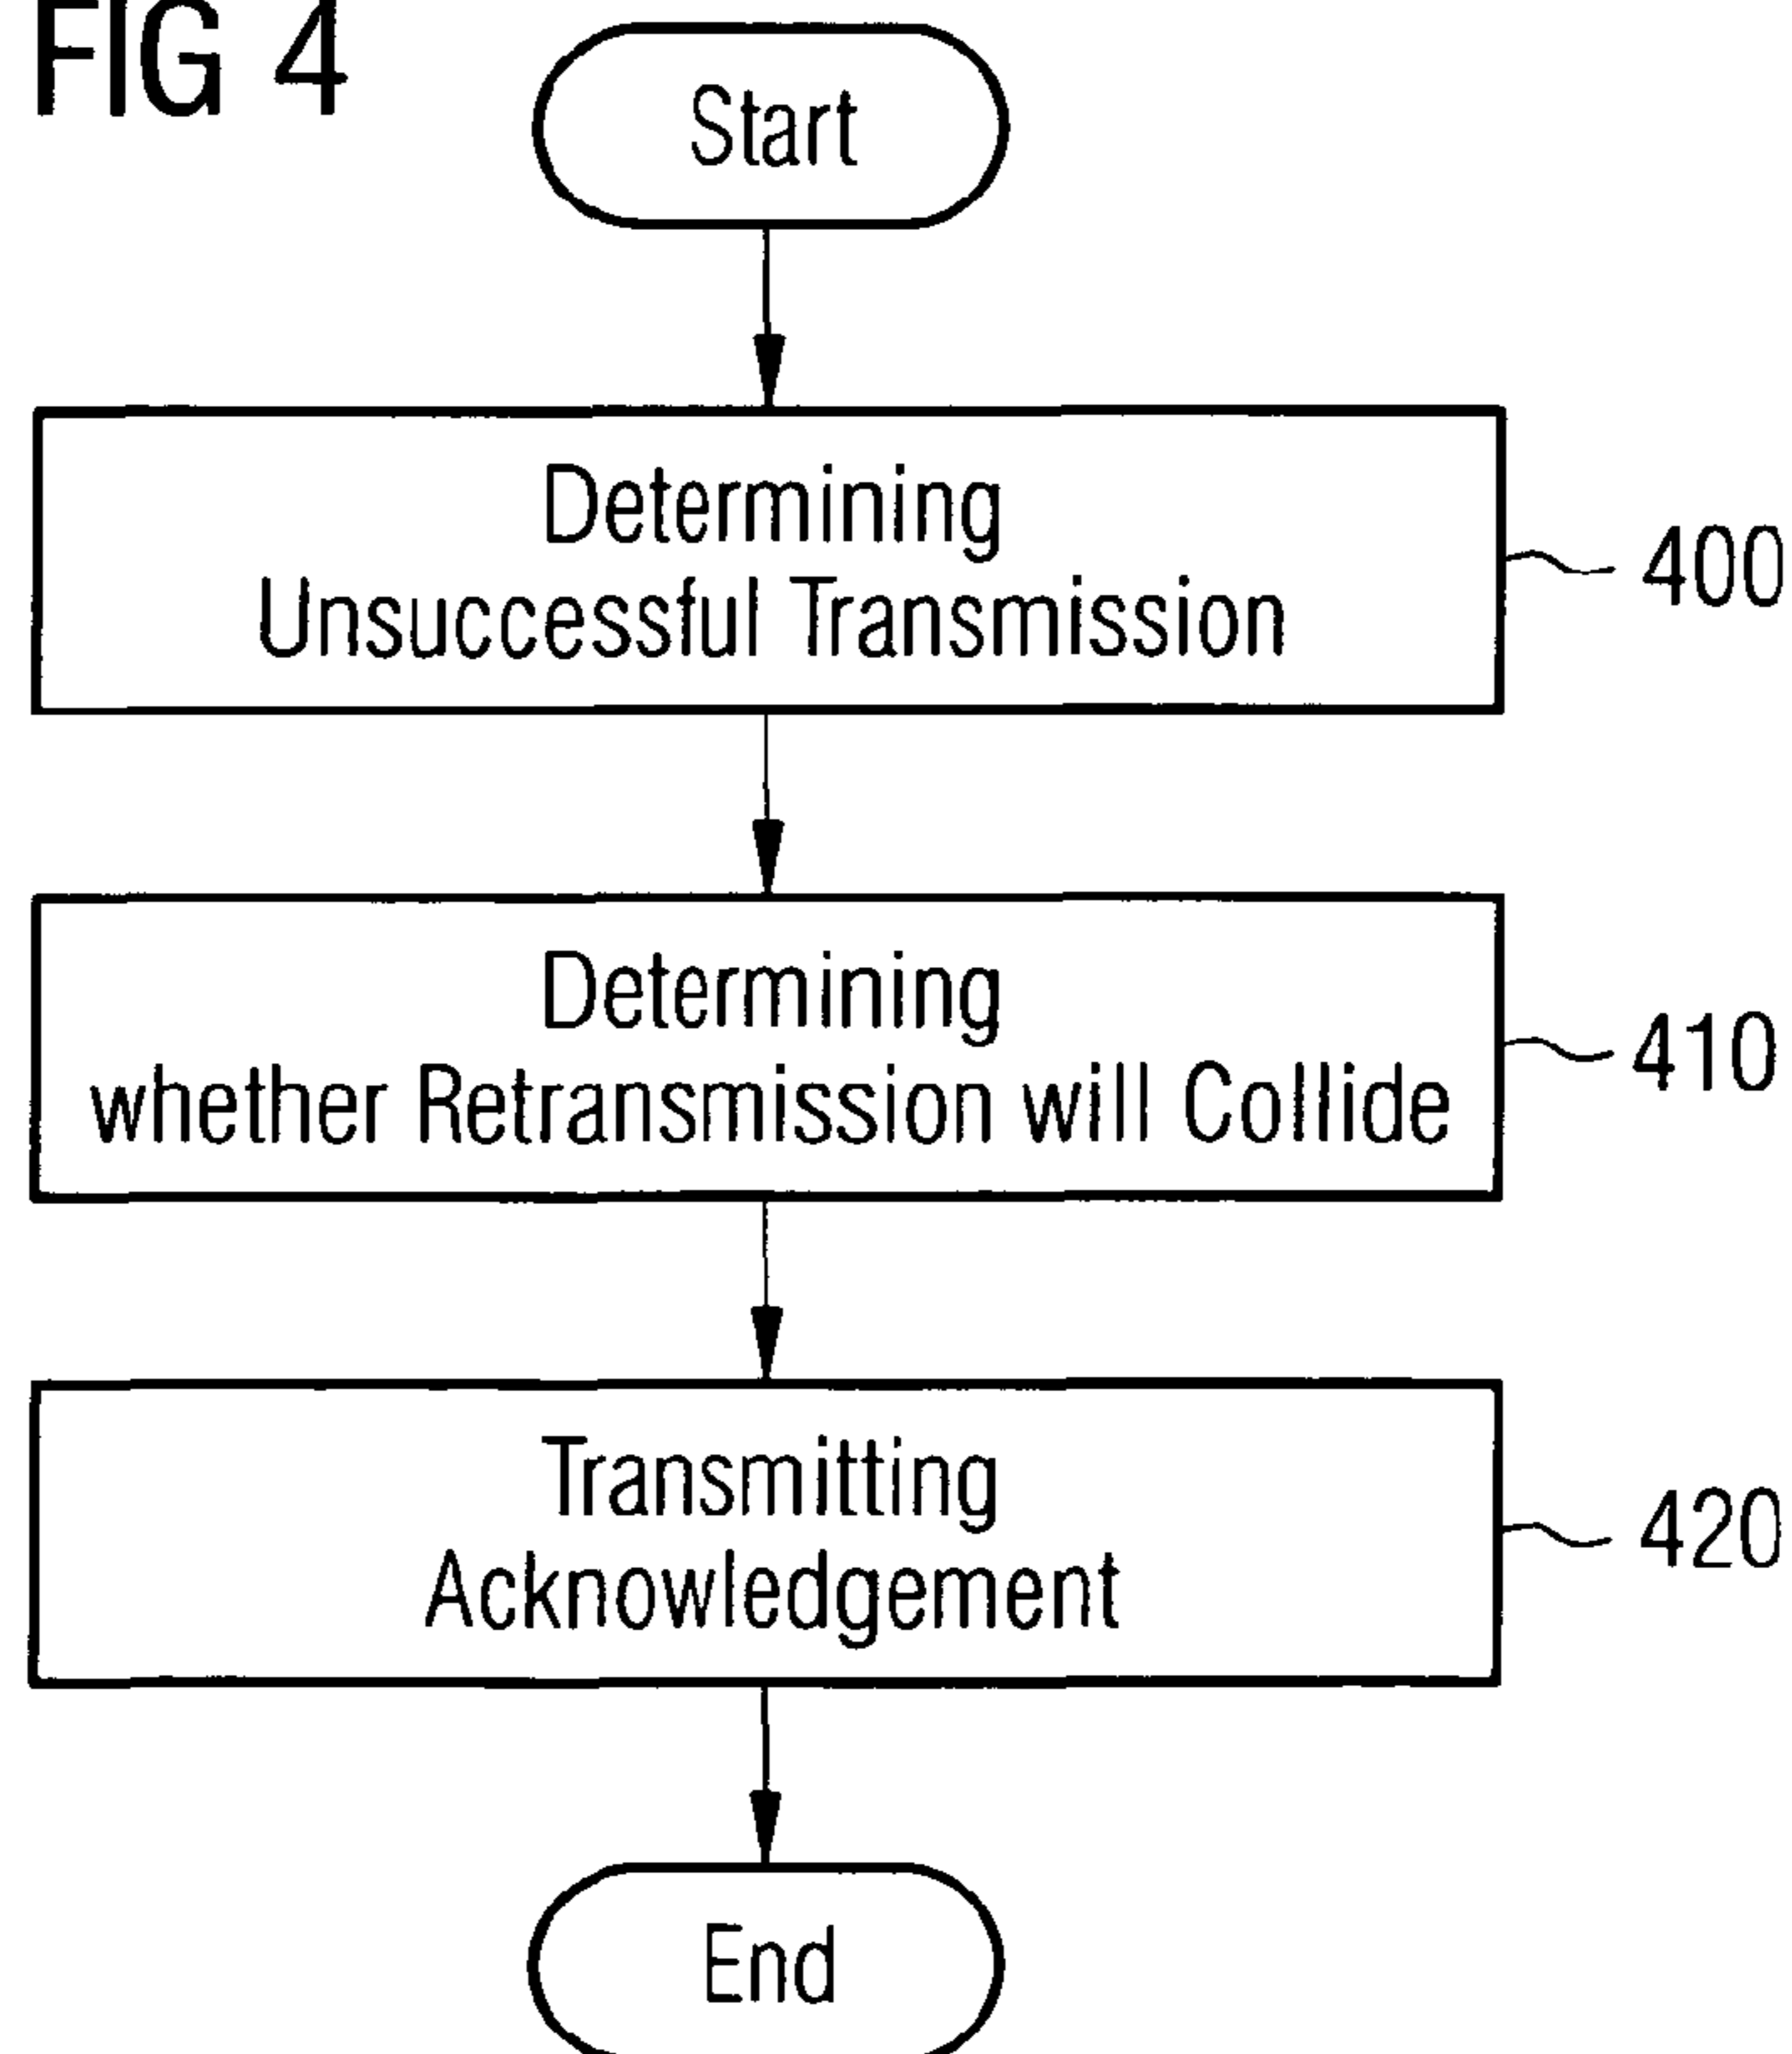 FIG 4
Start
Determining
Unsuccessful Transmission
400
Determining
whether Retransmission will Collide
410
Transmitting
Acknowledgement
420
End